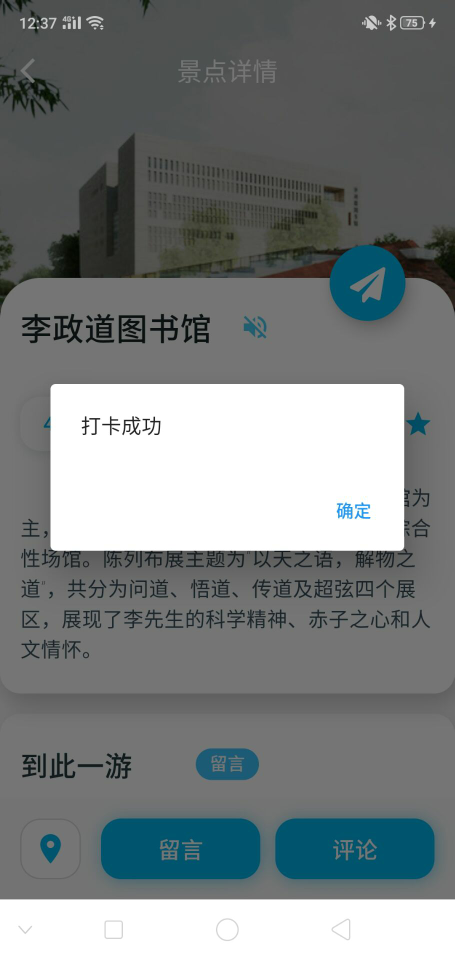 12:37
75
景点详情
李政道图书馆
打卡成功
确定
馆为
主，
综合
性场馆。陈列布展主题为“以天之语，解物之
道”，共分为问道、悟道、传道及超弦四个展
区，展现了李先生的科学精神、赤子之心和人
文情怀。
到此一游
留言
留言
评论